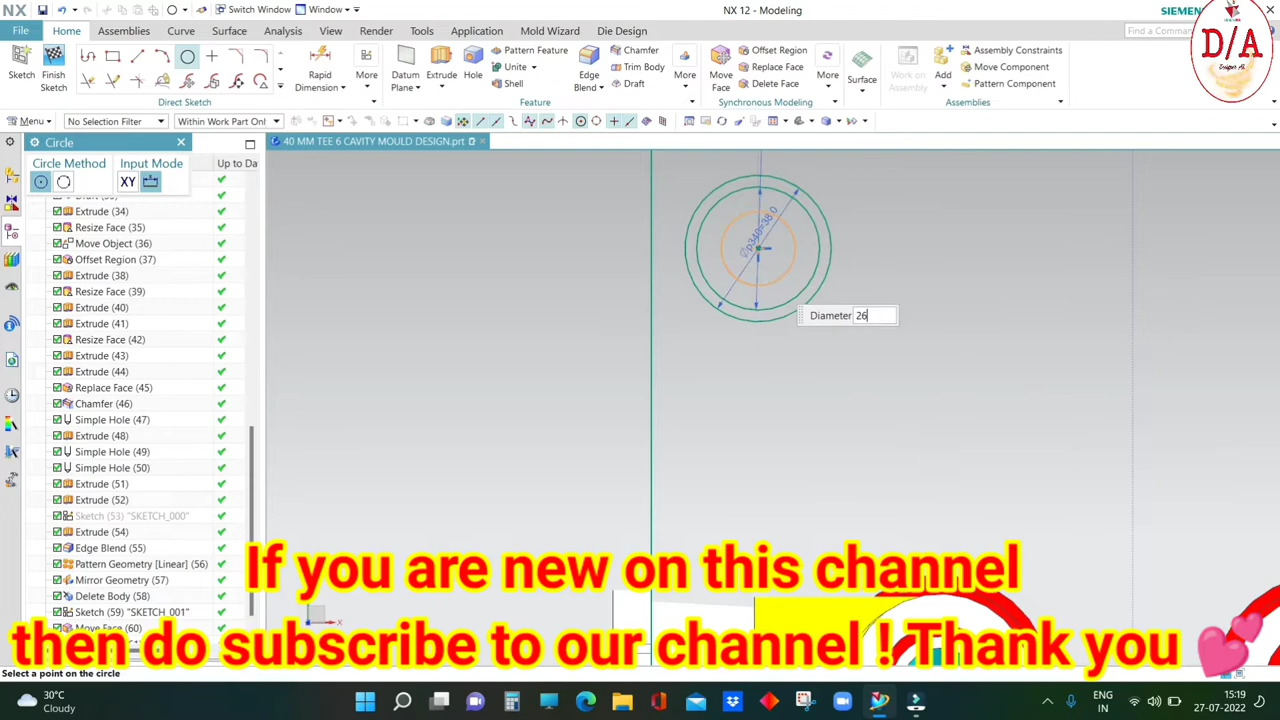 NX
Switch Window
Window
NX 12 - Modeling
SIEMENS
File
Home
Assemblies
Curve
Surface
Analysis
View
Render
Tools
Application
Mould Wizard
Die Design
Find a Command
D/A
Sketch
Finish Sketch
Direct Sketch
Rapid Dimension
More
Datum Plane
Extrude
Hole
Pattern Feature
Unite
Shell
Edge Blend
Chamfer
Trim Body
Draft
More
Feature
Move Face
Offset Region
Replace Face
Delete Face
More
Synchronous Modeling
Surface
Work on Assembly
Add
Assembly Constraints
Move Component
Pattern Component
Assemblies
Menu
No Selection Filter
Within Work Part Only
Circle
40 MM TEE 6 CAVITY MOULD DESIGN.prt
Circle Method
Input Mode
XY
Up to Da
Extrude (34)
Resize Face (35)
Move Object (36)
Offset Region (37)
Extrude (38)
Resize Face (39)
Extrude (40)
Extrude (41)
Resize Face (42)
Extrude (43)
Extrude (44)
Replace Face (45)
Chamfer (46)
Simple Hole (47)
Extrude (48)
Simple Hole (49)
Simple Hole (50)
Extrude (51)
Extrude (52)
Sketch (53) "SKETCH_000"
Extrude (54)
Edge Blend (55)
Pattern Geometry [Linear] (56)
Mirror Geometry (57)
Delete Body (58)
Sketch (59) "SKETCH_001"
Move Face (60)
Øp340=38.0
Diameter 26
X
If you are new on this channel
then do subscribe to our channel ! Thank you 💕
Select a point on the circle
30°C
Cloudy
ENG
IN
15:19
27-07-2022